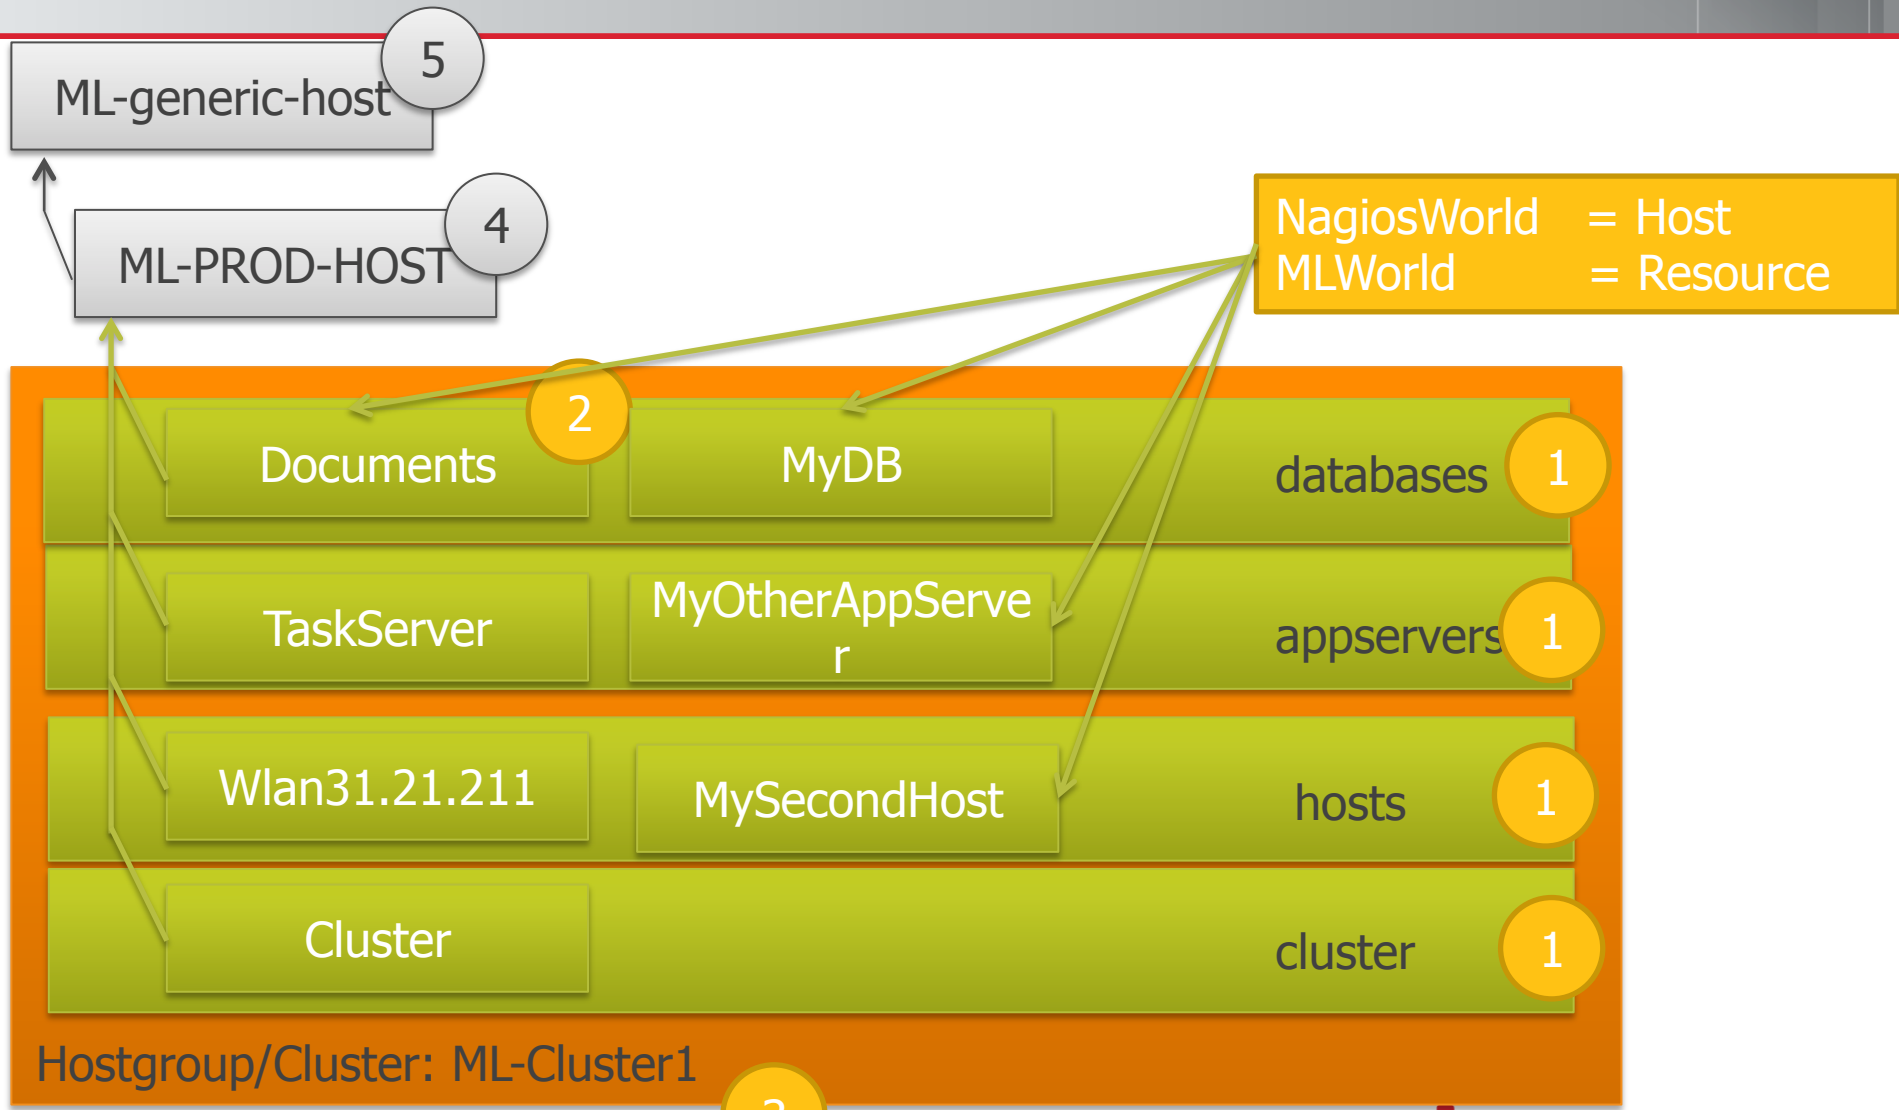 5
ML-generic-host
4
ML-PROD-HOST
NagiosWorld = Host
MLWorld = Resource
2
Documents
MyDB
databases
1
TaskServer
MyOtherAppServe
r
appservers
1
Wlan31.21.211
MySecondHost
hosts
1
Cluster
cluster
1
Hostgroup/Cluster: ML-Cluster1